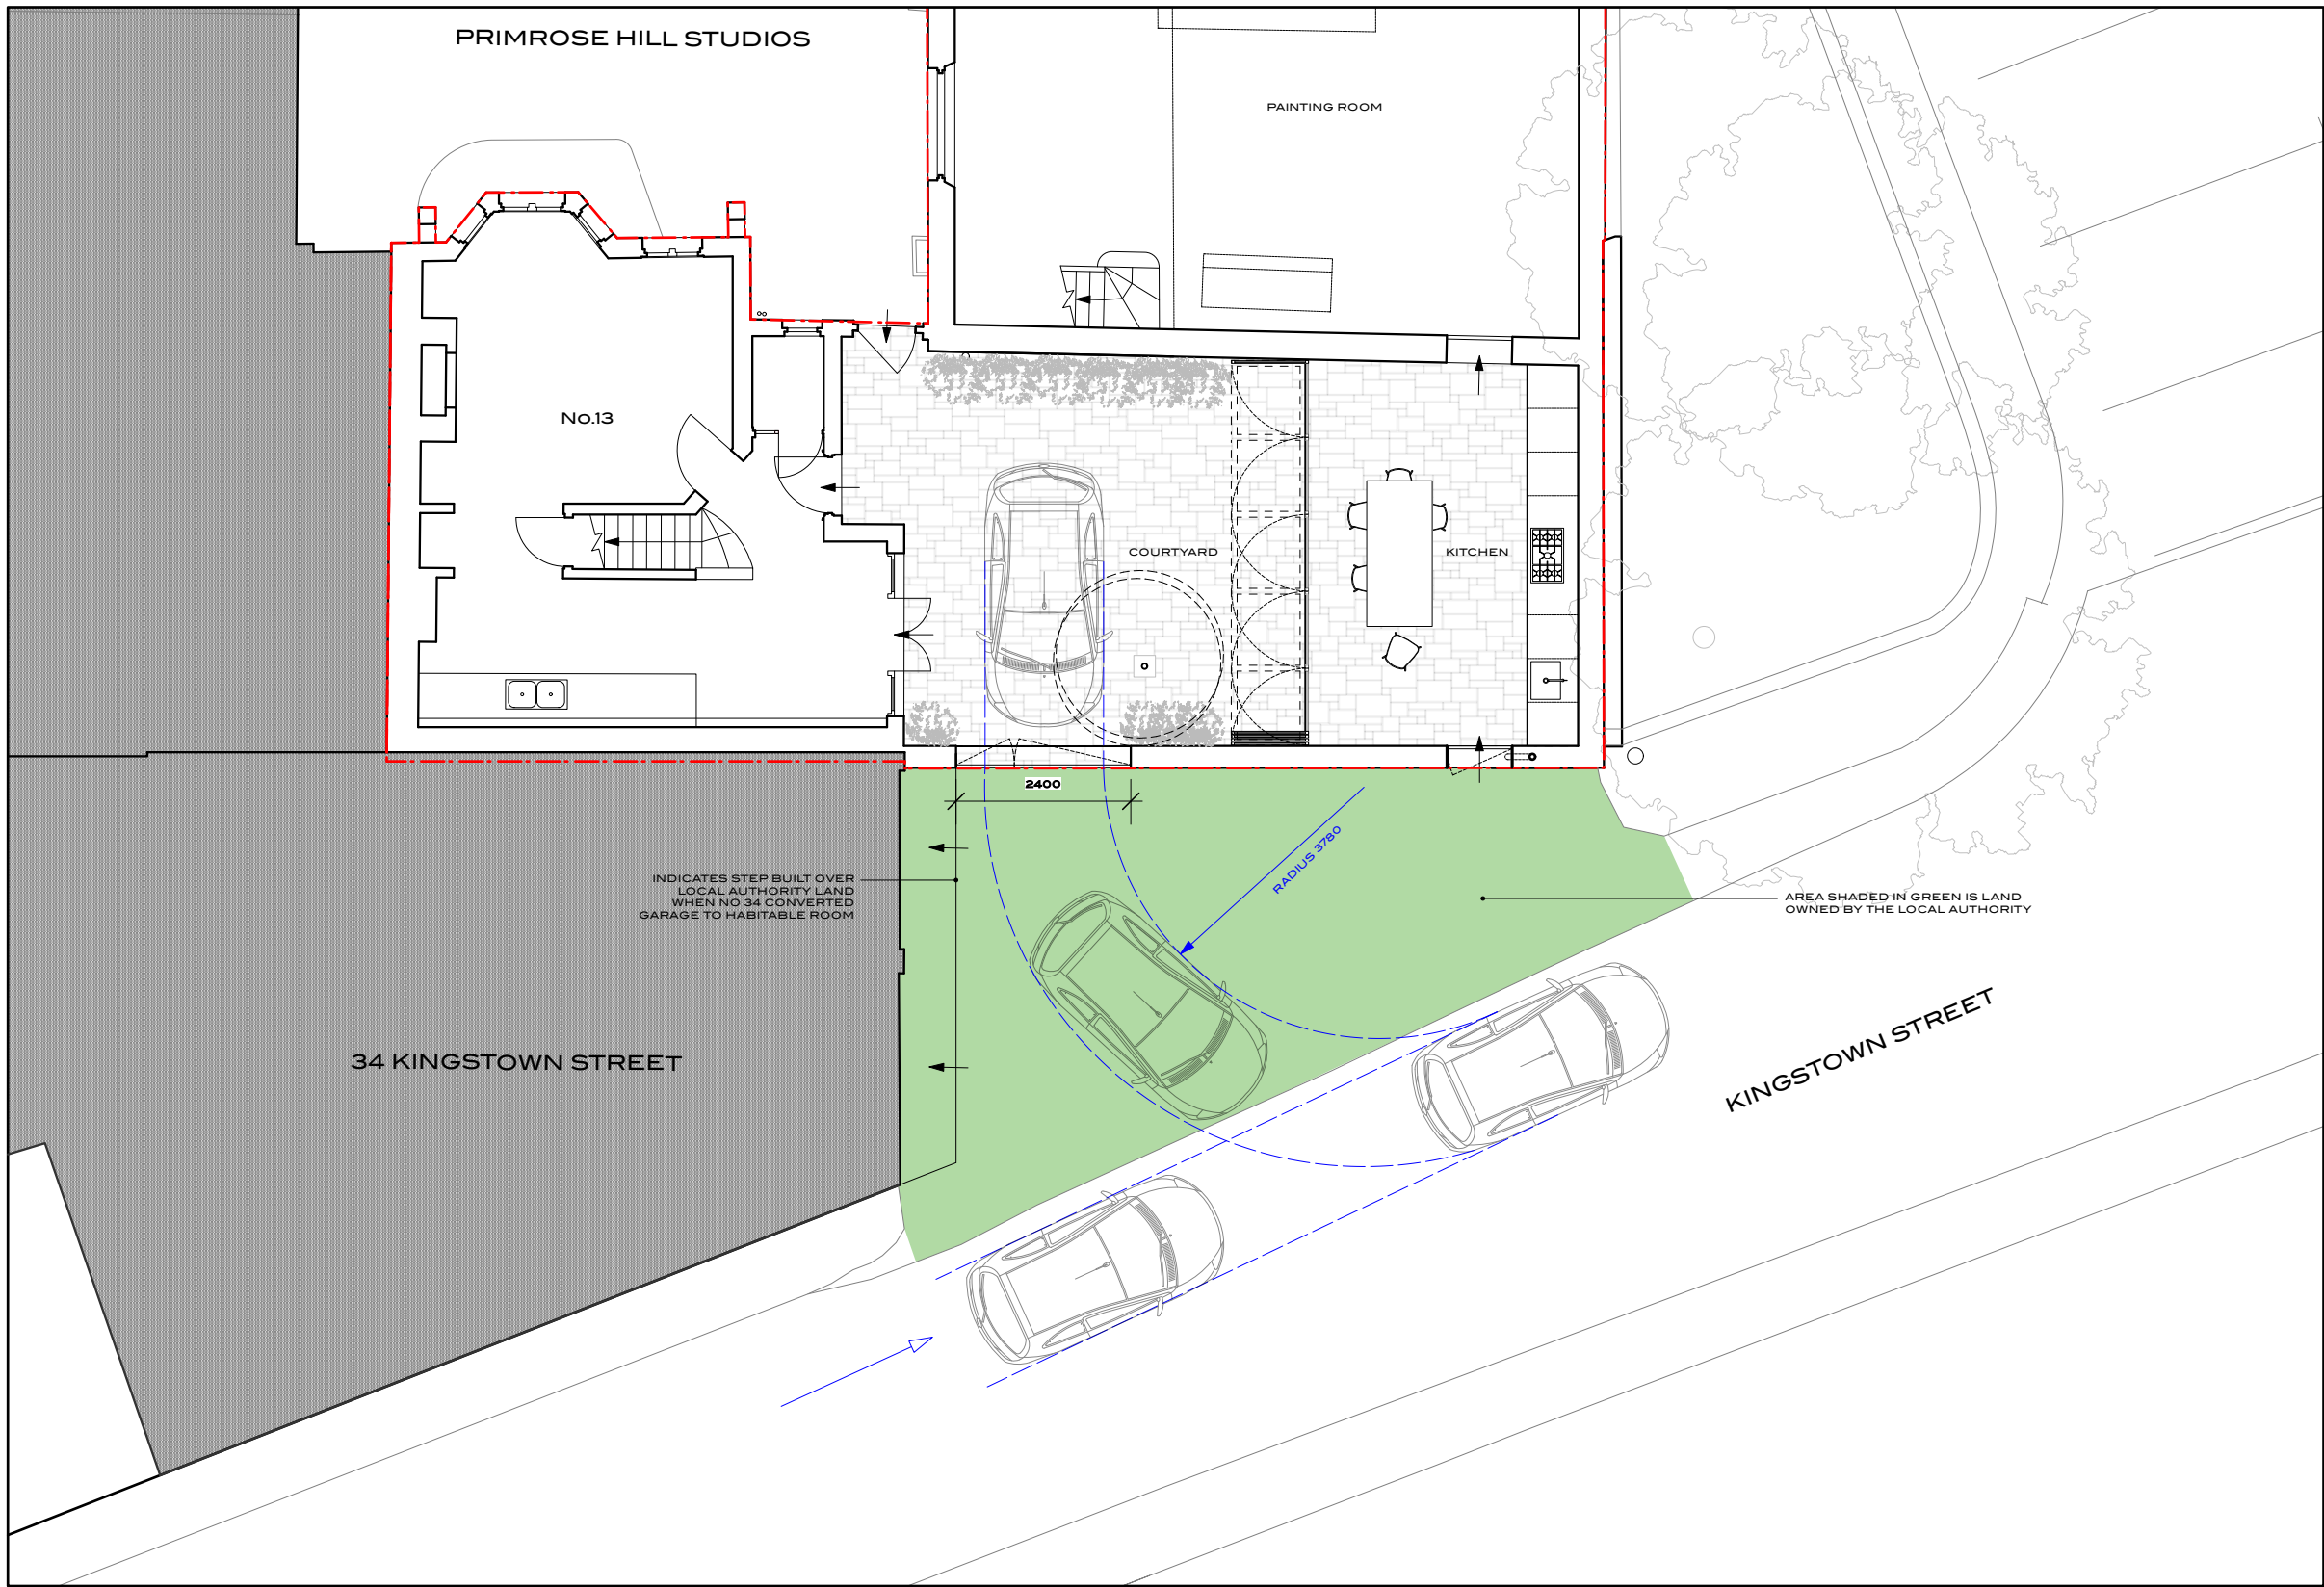 PRIMROSE HILL STUDIOS
PAINTING ROOM
No.13
COURTYARD
KITCHEN
2400
RADIUS 3780
INDICATES STEP BUILT OVER
LOCAL AUTHORITY LAND
WHEN NO 34 CONVERTED
GARAGE TO HABITABLE ROOM
AREA SHADED IN GREEN IS LAND
OWNED BY THE LOCAL AUTHORITY
34 KINGSTOWN STREET
KINGSTOWN STREET